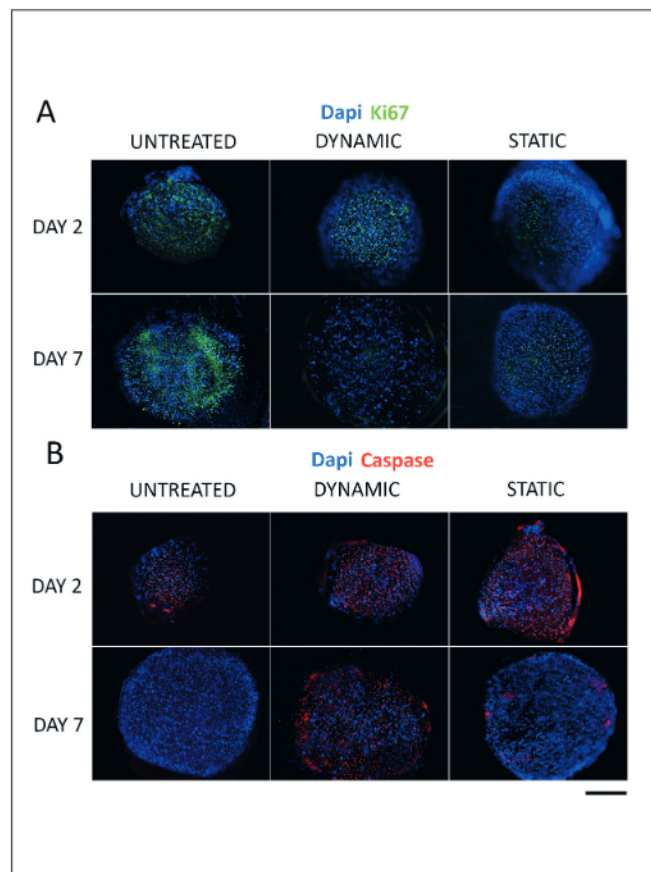 A
Dapi Ki67
UNTREATED DYNAMIC STATIC
DAY 2
DAY 7
B
Dapi Caspase
UNTREATED DYNAMIC STATIC
DAY 2
DAY 7